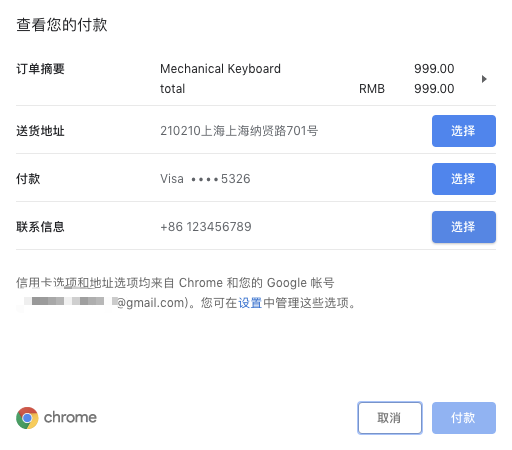 查看您的付款
订单摘要 Mechanical Keyboard 999.00
total RMB 999.00
送货地址 210210上海上海纳贤路701号 选择
付款 Visa ••••5326 选择
联系信息 +86 123456789 选择
信用卡选项和地址选项均来自 Chrome 和您的 Google 帐号
@gmail.com)。您可在设置中管理这些选项。
chrome 取消 付款